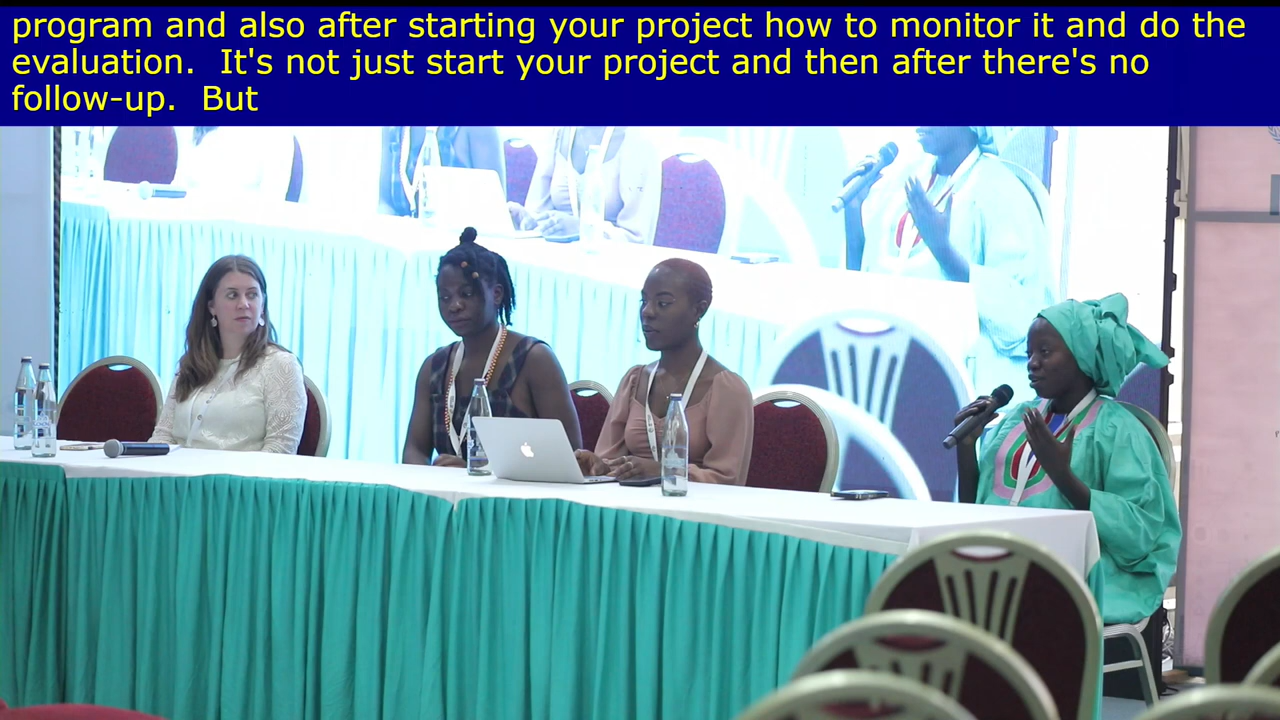 program and also after starting your project how to monitor it and do the
evaluation.  It's not just start your project and then after there's no
follow-up.  But